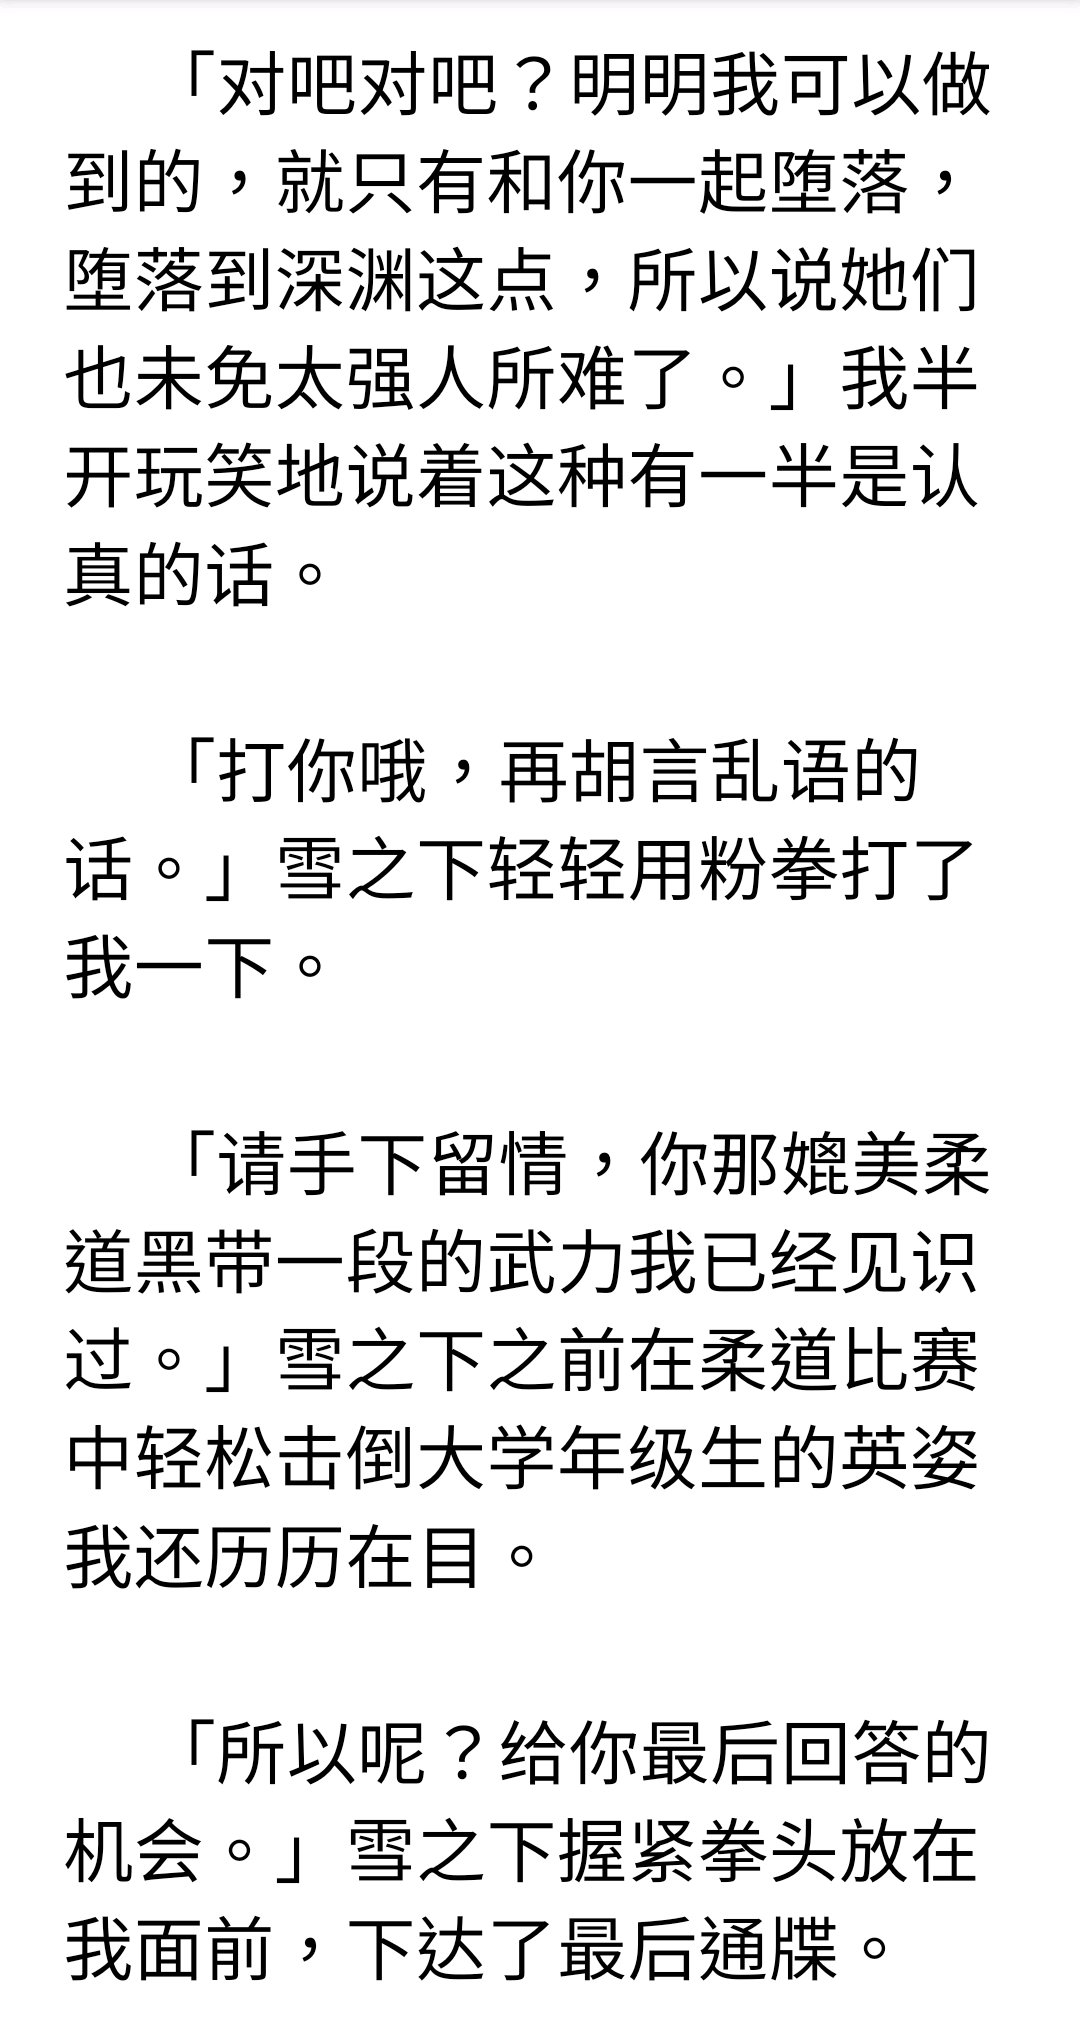 「对吧对吧？明明我可以做
到的，就只有和你一起堕落，
堕落到深渊这点，所以说她们
也未免太强人所难了。」我半
开玩笑地说着这种有一半是认
真的话。
「打你哦，再胡言乱语的
话。」雪之下轻轻用粉拳打了
我一下。
「请手下留情，你那媲美柔
道黑带一段的武力我已经见识
过。」雪之下之前在柔道比赛
中轻松击倒大学年级生的英姿
我还历历在目。
「所以呢？给你最后回答的
机会。」雪之下握紧拳头放在
我面前，下达了最后通牒。